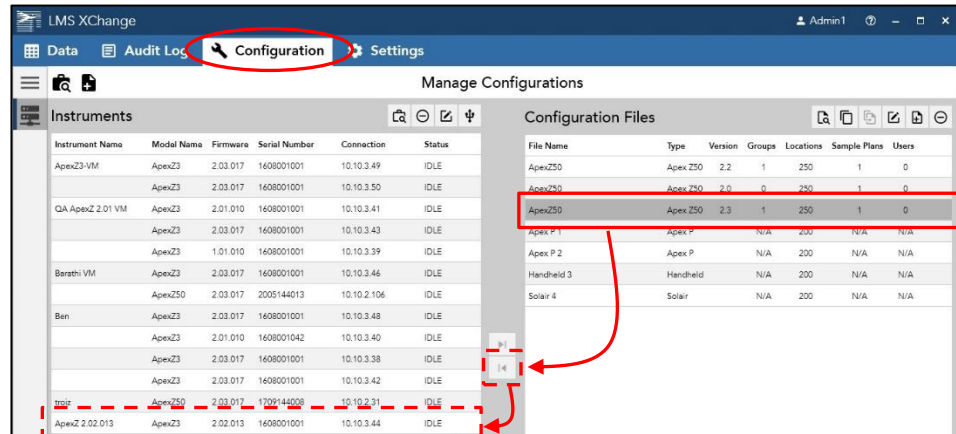 LMS XChange Admin1
Data Audit Log Configuration Settings
Manage Configurations
Instruments
Instrument Name Model Name Firmware Serial Number Connection Status
ApexZ3-VM ApexZ3 2.03.017 1608001001 10.10.3.49 IDLE
ApexZ3 2.03.017 1608001001 10.10.3.50 IDLE
QA ApexZ 2.01 VM ApexZ3 2.01.010 1608001001 10.10.3.41 IDLE
ApexZ3 2.03.017 1608001001 10.10.3.43 IDLE
ApexZ3 1.01.010 1608001001 10.10.3.39 IDLE
Barathi VM ApexZ3 2.03.017 1608001001 10.10.3.46 IDLE
ApexZ50 2.03.017 2005144013 10.10.2.106 IDLE
Ben ApexZ3 2.03.017 1608001001 10.10.3.48 IDLE
ApexZ3 2.01.010 1608001042 10.10.3.40 IDLE
ApexZ3 2.03.017 1608001001 10.10.3.38 IDLE
ApexZ3 2.03.017 1608001001 10.10.3.42 IDLE
troiz ApexZ50 2.03.017 1709144008 10.10.2.31 IDLE
ApexZ 2.02.013 ApexZ3 2.02.013 1608001001 10.10.3.44 IDLE
Configuration Files
File Name Type Version Groups Locations Sample Plans Users
ApexZ50 Apex Z50 2.2 1 250 1 0
ApexZ50 Apex Z50 2.0 0 250 1 0
ApexZ50 Apex Z50 2.3 1 250 1 0
Apex P 1 Apex P N/A 200 N/A N/A
Apex P 2 Apex P N/A 200 N/A N/A
Handheld 3 Handheld N/A 200 N/A N/A
Solair 4 Solair N/A 200 N/A N/A